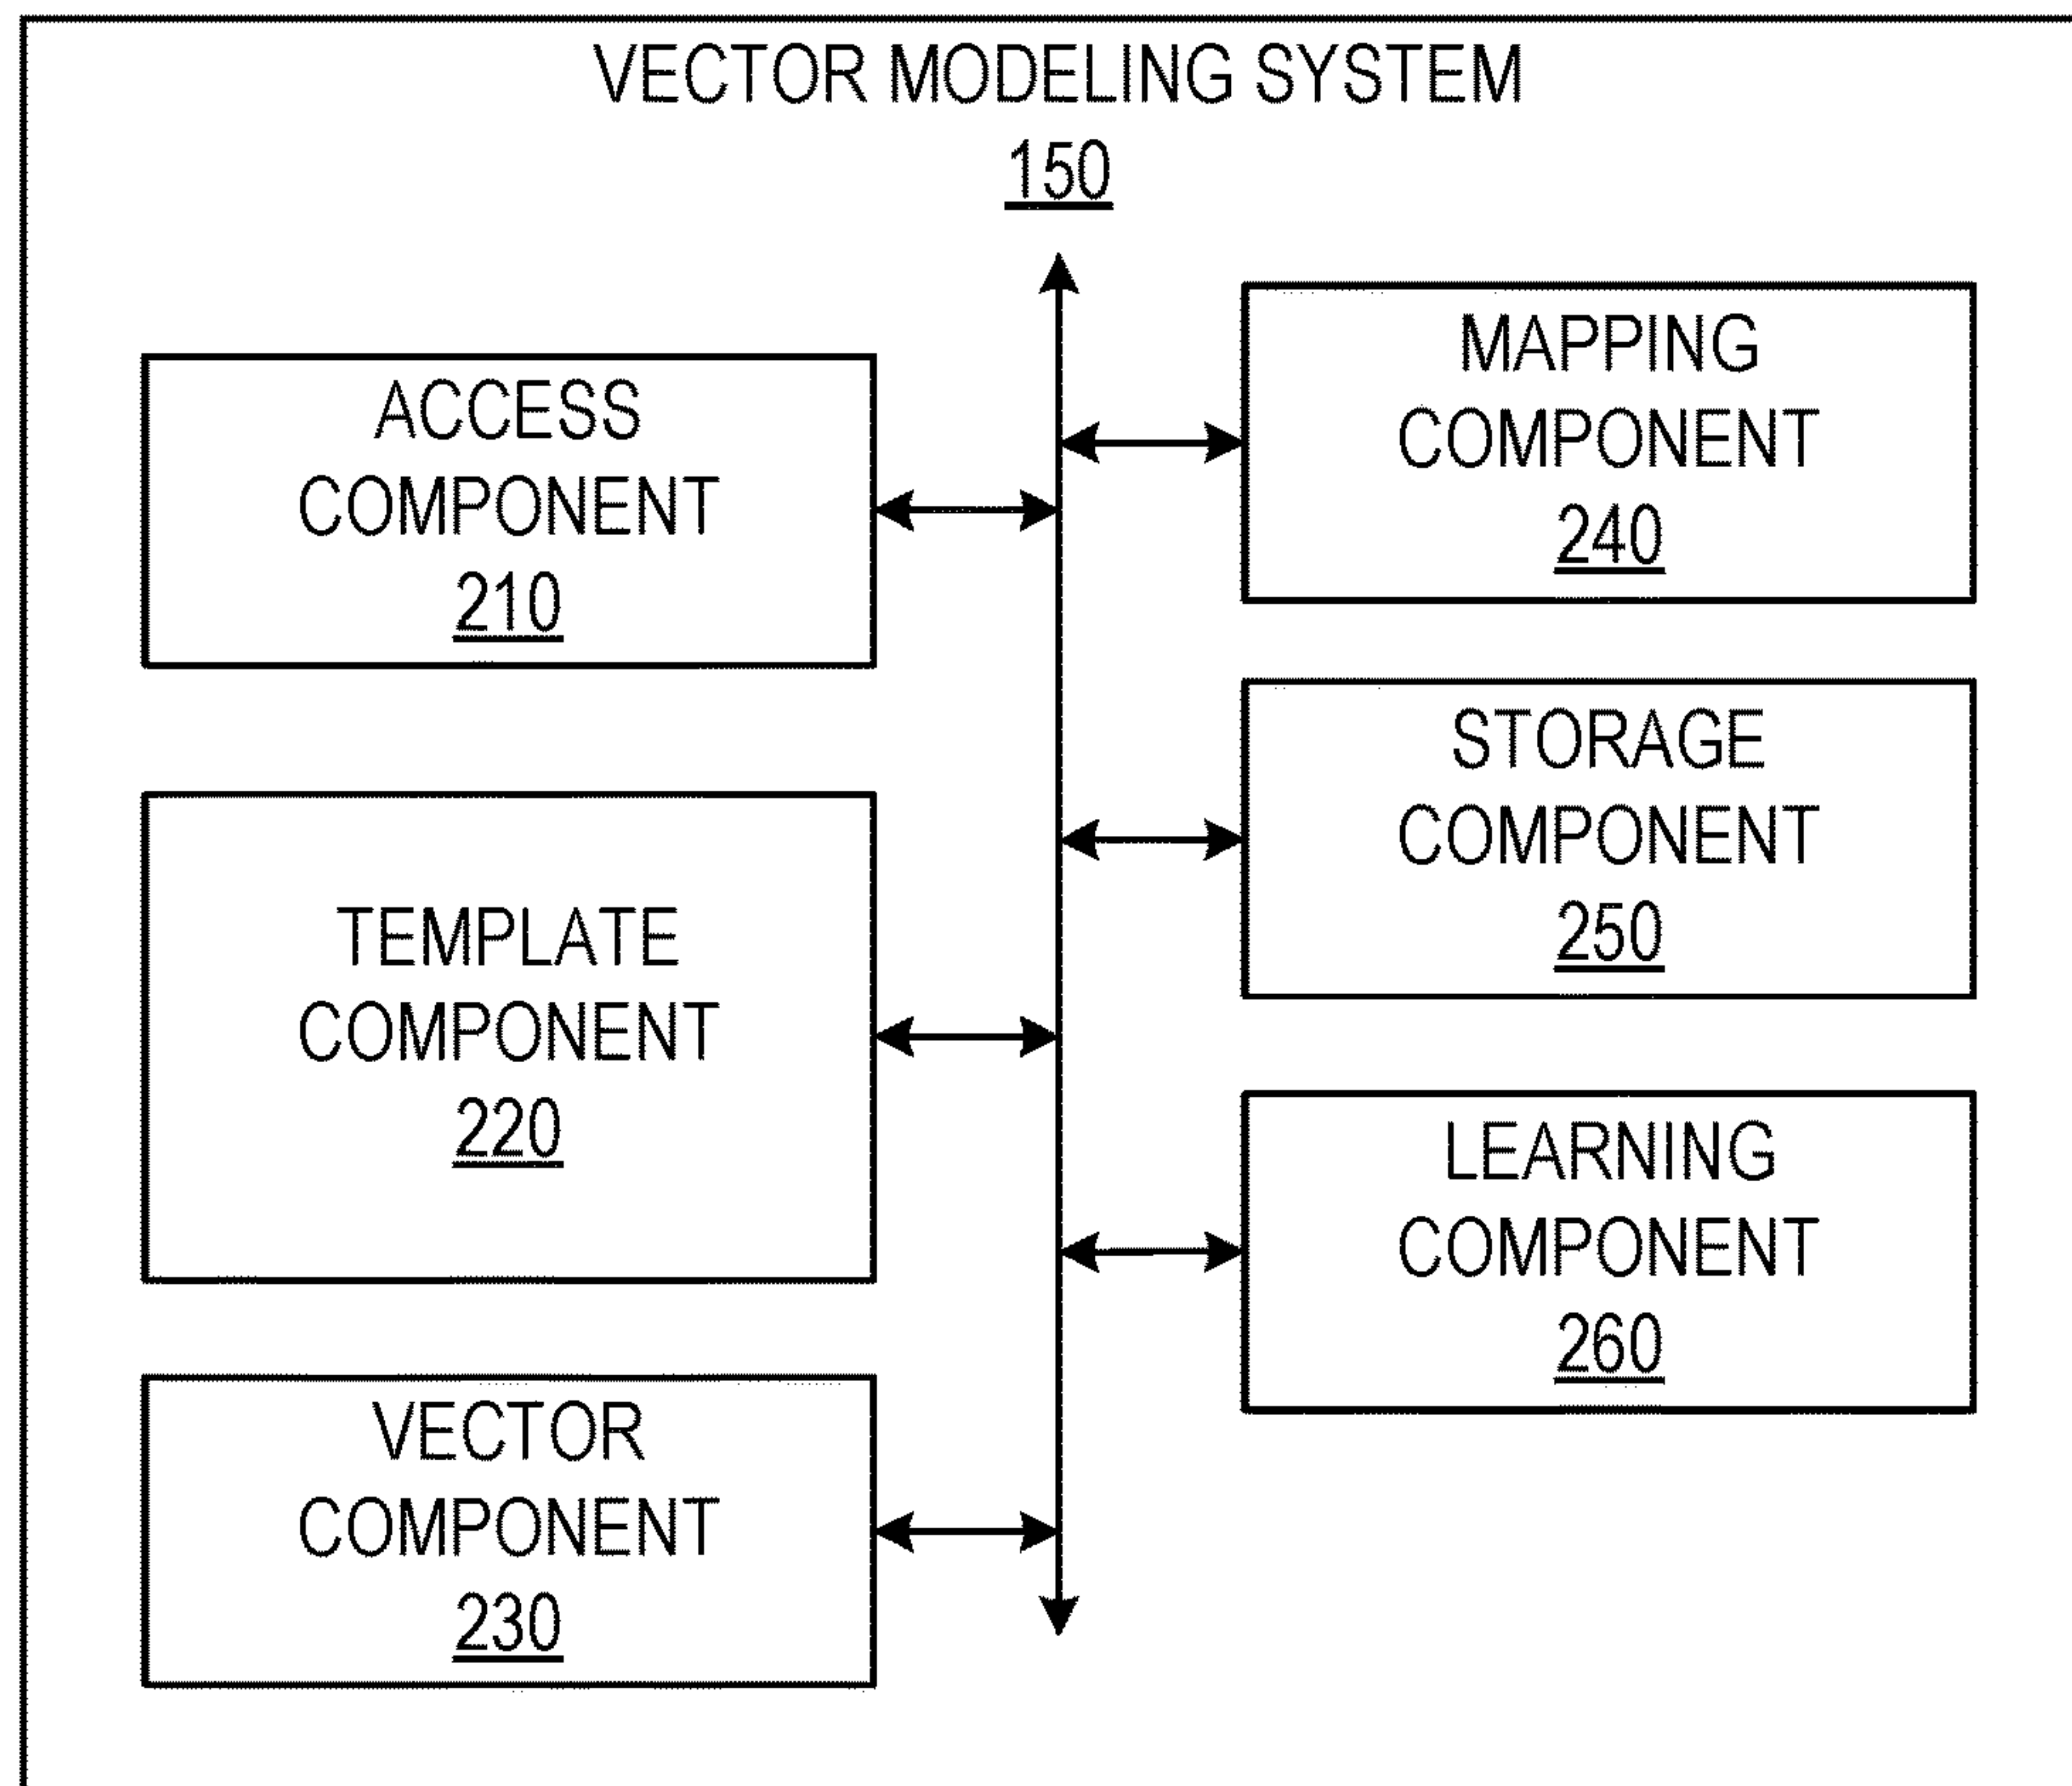 VECTOR MODELING SYSTEM
150
ACCESS
COMPONENT
210
TEMPLATE
COMPONENT
220
VECTOR
COMPONENT
230
MAPPING
COMPONENT
240
STORAGE
COMPONENT
250
LEARNING
COMPONENT
260